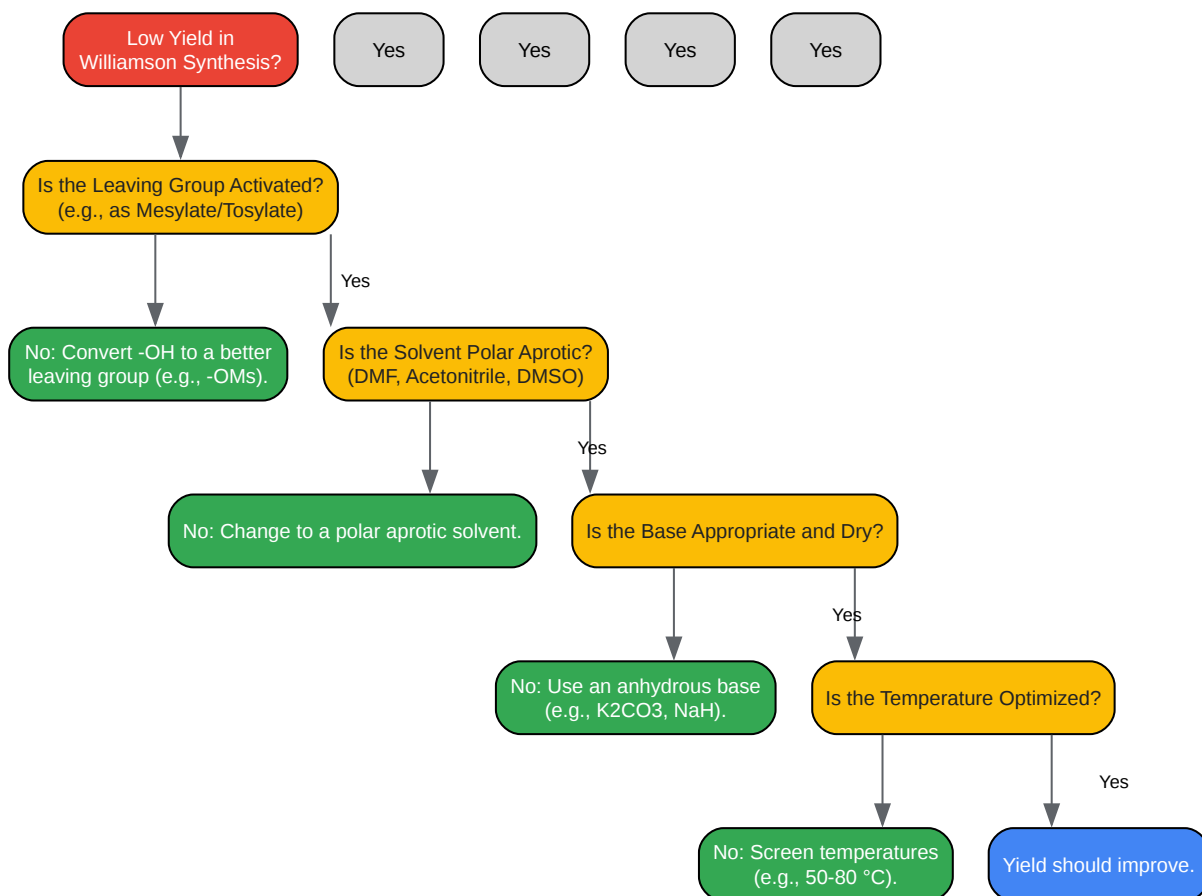 Low Yield in
Williamson Synthesis?
Yes
Yes
Yes
Yes
Is the Leaving Group Activated?
(e.g., as Mesylate/Tosylate)
Yes
No: Convert -OH to a better
leaving group (e.g., -OMs).
Is the Solvent Polar Aprotic?
(DMF, Acetonitrile, DMSO)
Yes
No: Change to a polar aprotic solvent.
Is the Base Appropriate and Dry?
Yes
No: Use an anhydrous base
(e.g., K2CO3, NaH).
Is the Temperature Optimized?
Yes
No: Screen temperatures
(e.g., 50-80 °C).
Yield should improve.